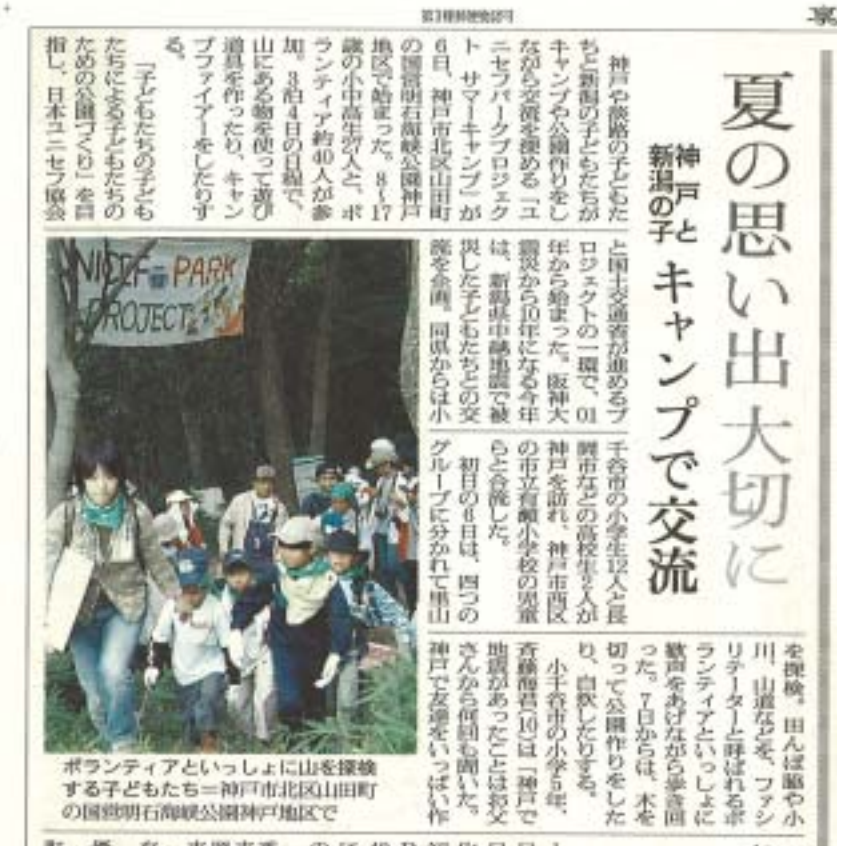 第3種郵便物認可
夏の思い出 大切に
神戸と
新潟の子
キャンプで交流
神戸や淡路の子どもた
ちと新潟の子どもたちが
キャンプや公園作りをし
ながら交流を深める「ユ
ニセフパークプロジェク
ト サマーキャンプ」が
6日、神戸市北区山田町
の国営明石海峡公園神戸
地区で始まった。8〜17
歳の小中高生27人と、ボ
ランティア約40人が参
加。3泊4日の日程で、
山にある物を使って遊び
道具を作ったり、キャン
プファイアーをしたりす
る。
「子どもたちの子ども
たちによる子どもたちの
ための公園づくり」を目
指し、日本ユニセフ協会
と国土交通省が進めるプ
ロジェクトの一環で、01
年から始まった。阪神大
震災から10年になる今年
は、新潟県中越地震で被
災した子どもたちとの交
流を企画。同県からは小
千谷市の小学生12人と長
岡市などの高校生2人が
神戸を訪れ、神戸市西区
の市立有瀬小学校の児童
らと合流した。
初日の6日は、四つの
グループに分かれて里山
を探検。田んぼ脇や小
川、山道などを、ファシ
リテーターと呼ばれるボ
ランティアといっしょに
歓声をあげながら歩き回
った。7日からは、木を
切って公園作りをした
り、自炊したりする。
小千谷市の小学5年、
斉藤海君(10)は「神戸で
地震があったことはお父
さんから何回も聞いた。
神戸で友達をいっぱい作
NICEF PARK
PROJECT
ボランティアといっしょに山を探検
する子どもたち＝神戸市北区山田町
の国営明石海峡公園神戸地区で